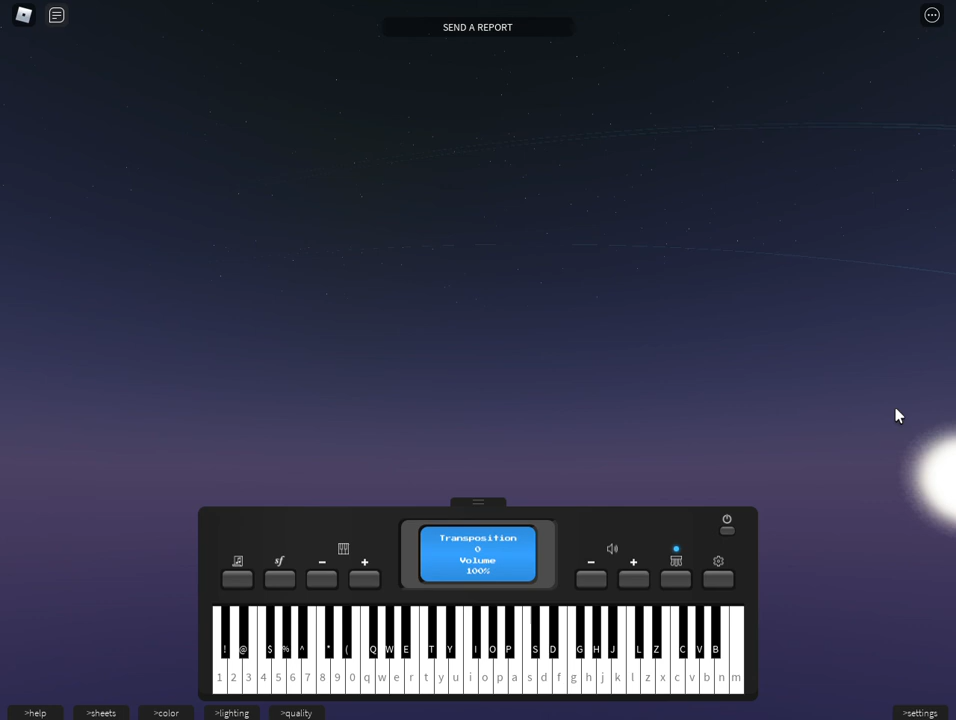 SEND A REPORT
Transposition
0
Volume
100%
sf
− + − +
! @ $ % ^ * ( Q W E T Y I O P S D G H J L Z C V B
1 2 3 4 5 6 7 8 9 0 q w e r t y u i o p a s d f g h j k l z x c v b n m
>help >sheets >color >lighting >quality >settings